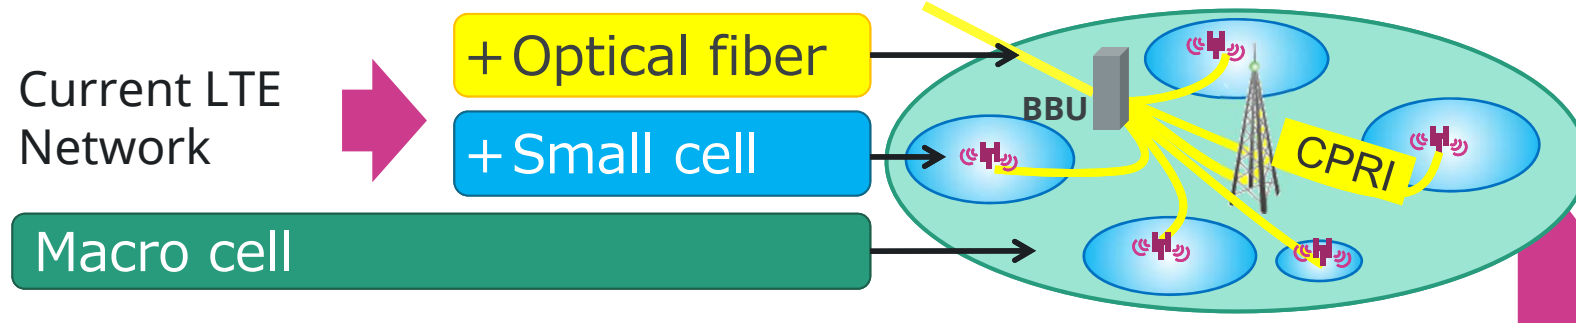 Current LTE
Network
+Optical fiber
+Small cell
Macro cell
BBU
CPRI